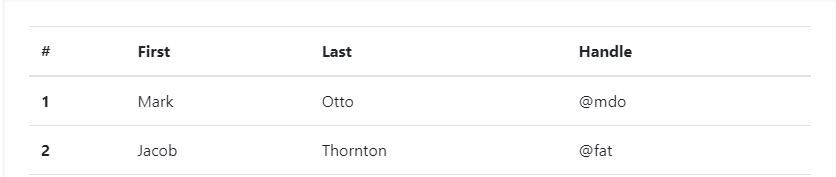 # First Last Handle
1 Mark Otto @mdo
2 Jacob Thornton @fat